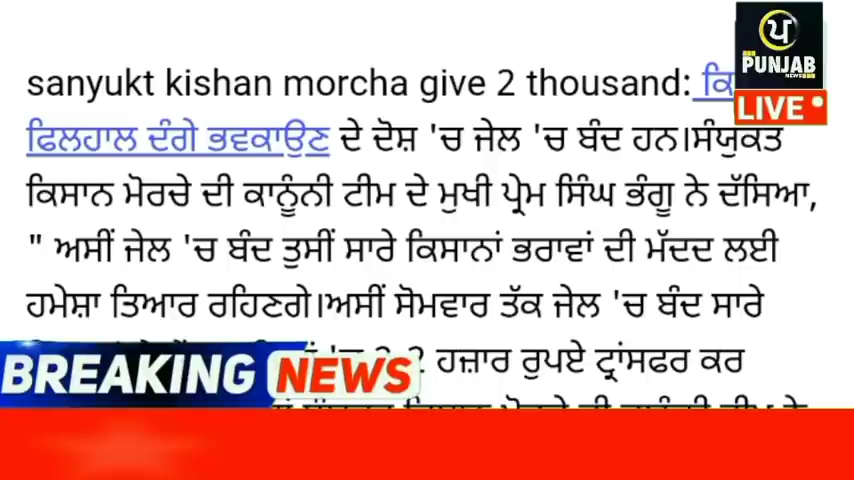 ਪ
PUNJAB
NEWS
LIVE
sanyukt kishan morcha give 2 thousand:
ਫਿਲਹਾਲ ਦੰਗੇ ਭਵਕਾਉਣ ਦੇ ਦੋਸ਼ 'ਚ ਜੇਲ 'ਚ ਬੰਦ ਹਨ।ਸੰਯੁਕਤ
ਕਿਸਾਨ ਮੋਰਚੇ ਦੀ ਕਾਨੂੰਨੀ ਟੀਮ ਦੇ ਮੁਖੀ ਪ੍ਰੇਮ ਸਿੰਘ ਭੰਗੂ ਨੇ ਦੱਸਿਆ,
" ਅਸੀਂ ਜੇਲ 'ਚ ਬੰਦ ਤੁਸੀਂ ਸਾਰੇ ਕਿਸਾਨਾਂ ਭਰਾਵਾਂ ਦੀ ਮੱਦਦ ਲਈ
ਹਮੇਸ਼ਾ ਤਿਆਰ ਰਹਿਣਗੇ।ਅਸੀਂ ਸੋਮਵਾਰ ਤੱਕ ਜੇਲ 'ਚ ਬੰਦ ਸਾਰੇ
ਹਜ਼ਾਰ ਰੁਪਏ ਟ੍ਰਾਂਸਫਰ ਕਰ
BREAKING NEWS